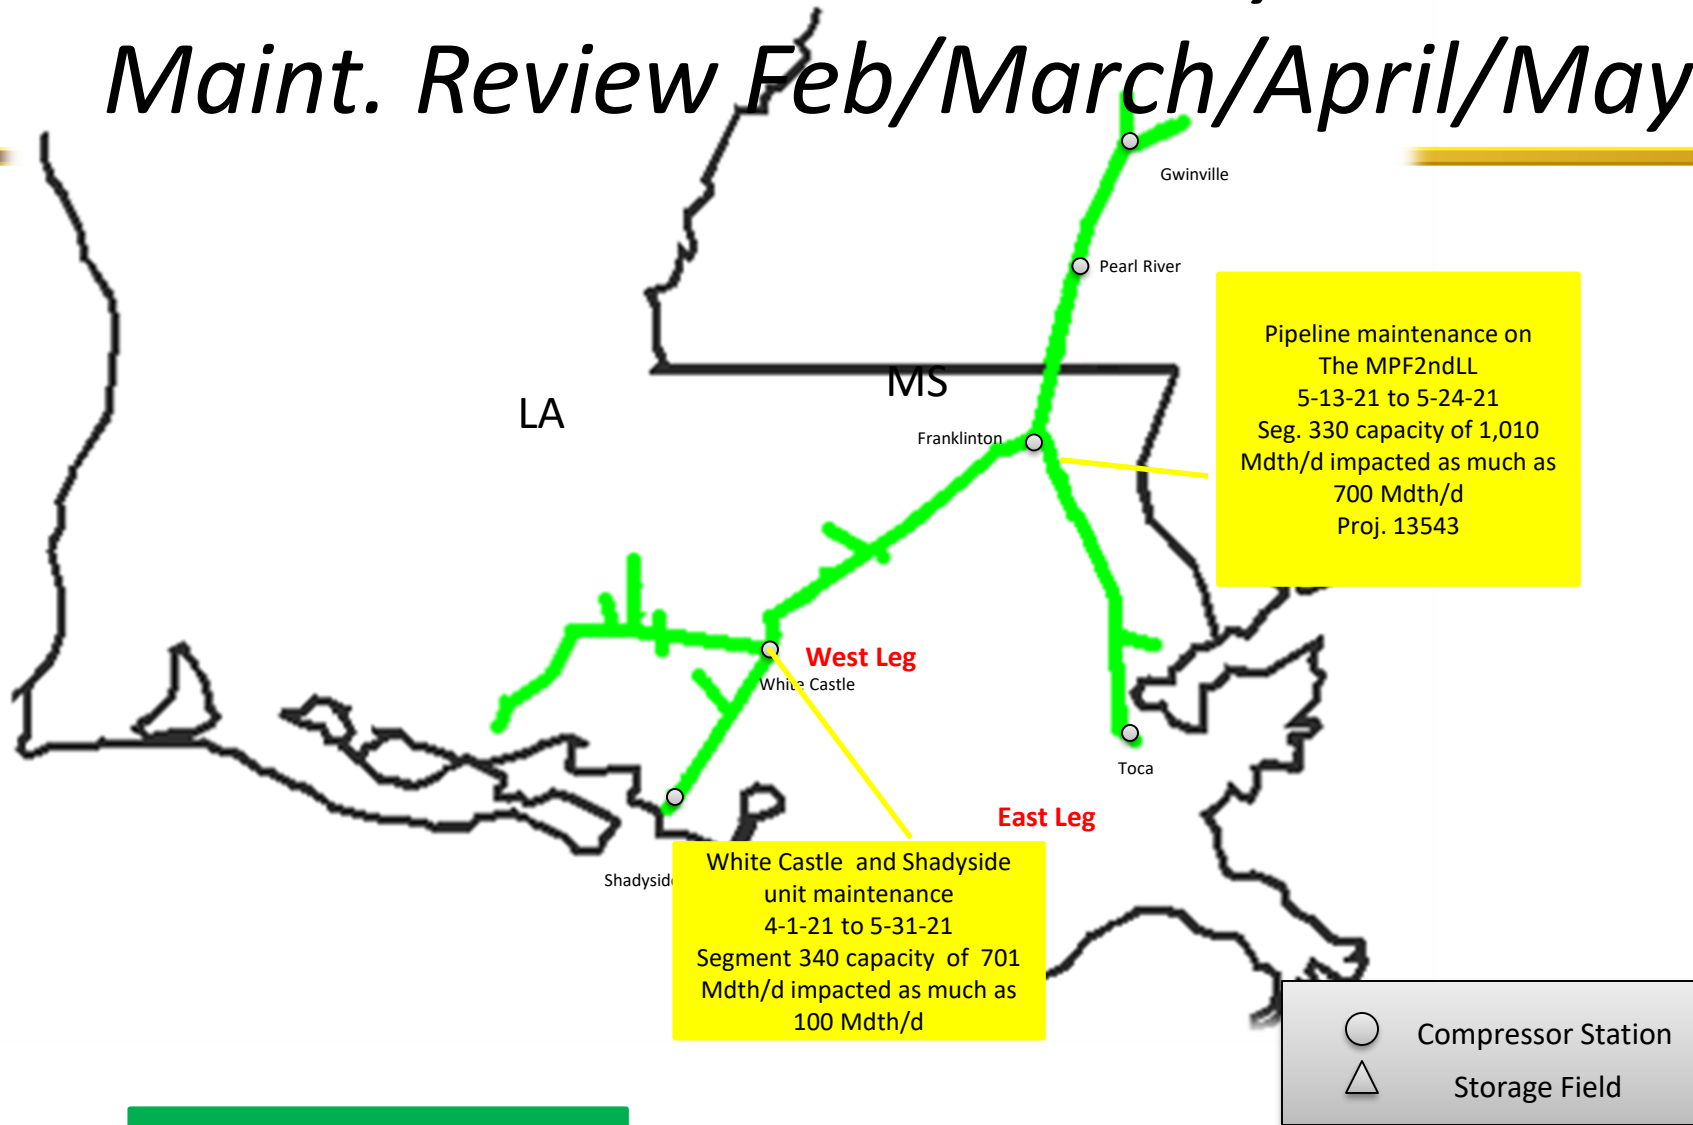 Maint. Review Feb/March/April/May
Gwinville
Pearl River
Pipeline maintenance on
The MPF2ndLL
5-13-21 to 5-24-21
Seg. 330 capacity of 1,010
Mdth/d impacted as much as
700 Mdth/d
Proj. 13543
MS
LA
Franklinton
West Leg
White Castle
Toca
East Leg
Shadyside
White Castle  and Shadyside
unit maintenance
4-1-21 to 5-31-21
Segment 340 capacity  of  701
Mdth/d impacted as much as
100 Mdth/d
Compressor Station
Storage Field